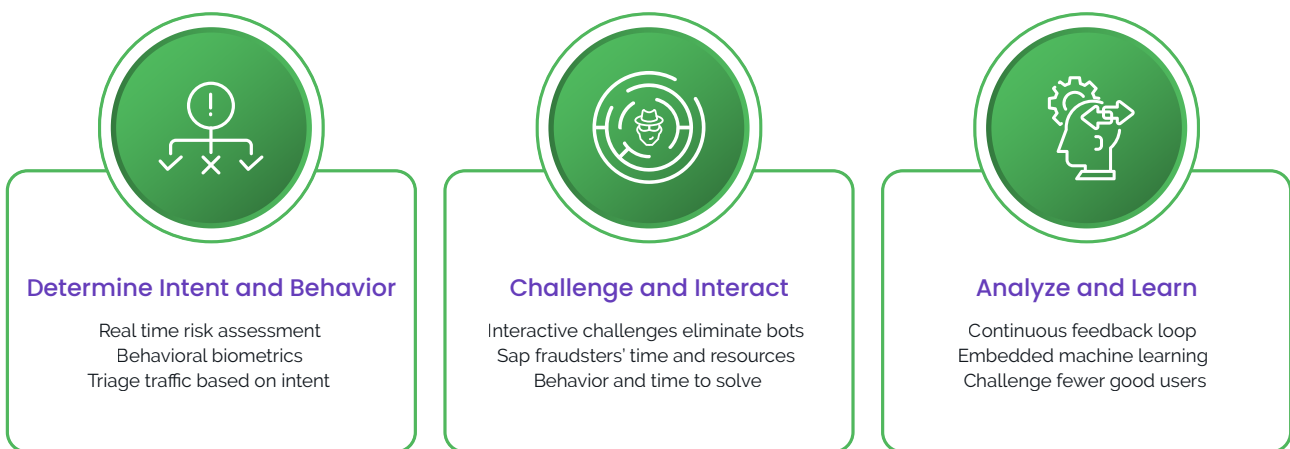 Determine Intent and Behavior
Real time risk assessment
Behavioral biometrics
Triage traffic based on intent
Challenge and Interact
Interactive challenges eliminate bots
Sap fraudsters' time and resources
Behavior and time to solve
Analyze and Learn
Continuous feedback loop
Embedded machine learning
Challenge fewer good users